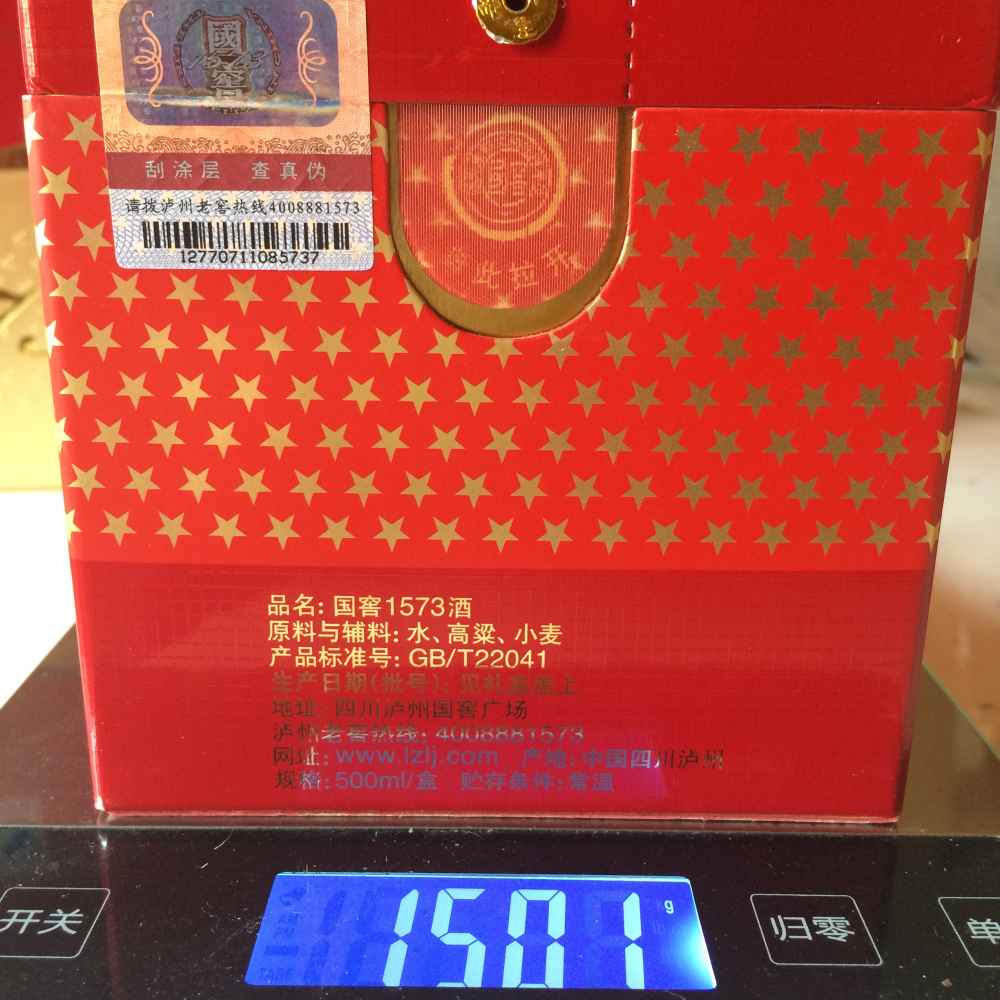 刮涂层 查真伪
请拨泸州老窖热线4008881573
12770711085737
在此拉开
品名:国窖1573酒
原料与辅料:水、高粱、小麦
产品标准号:GB/T22041
生产日期(批号):见礼盒盖上
地址:四川泸州国窖广场
泸州老窖热线:4008881573
网址:www.lzlj.com 产地:中国四川泸州
规格:500ml/盒 贮存条件:常温
1501 g
开关
归零
单